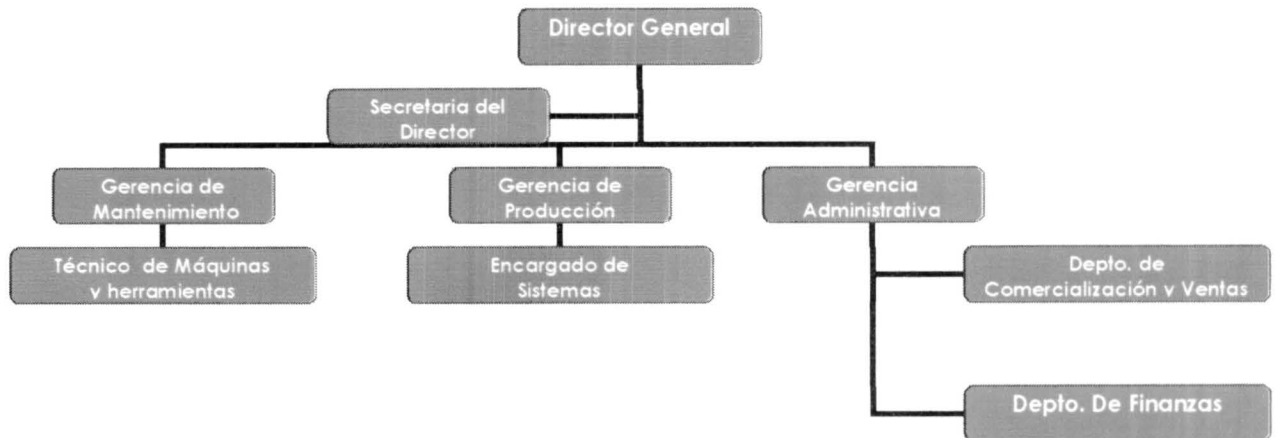 Director General
Secretaria del
Director
Gerencia de
Mantenimiento
Gerencia de
Producción
Gerencia
Administrativa
Técnico de Máquinas
y herramientas
Encargado de
Sistemas
Depto. de
Comercialización y Ventas
Depto. De Finanzas